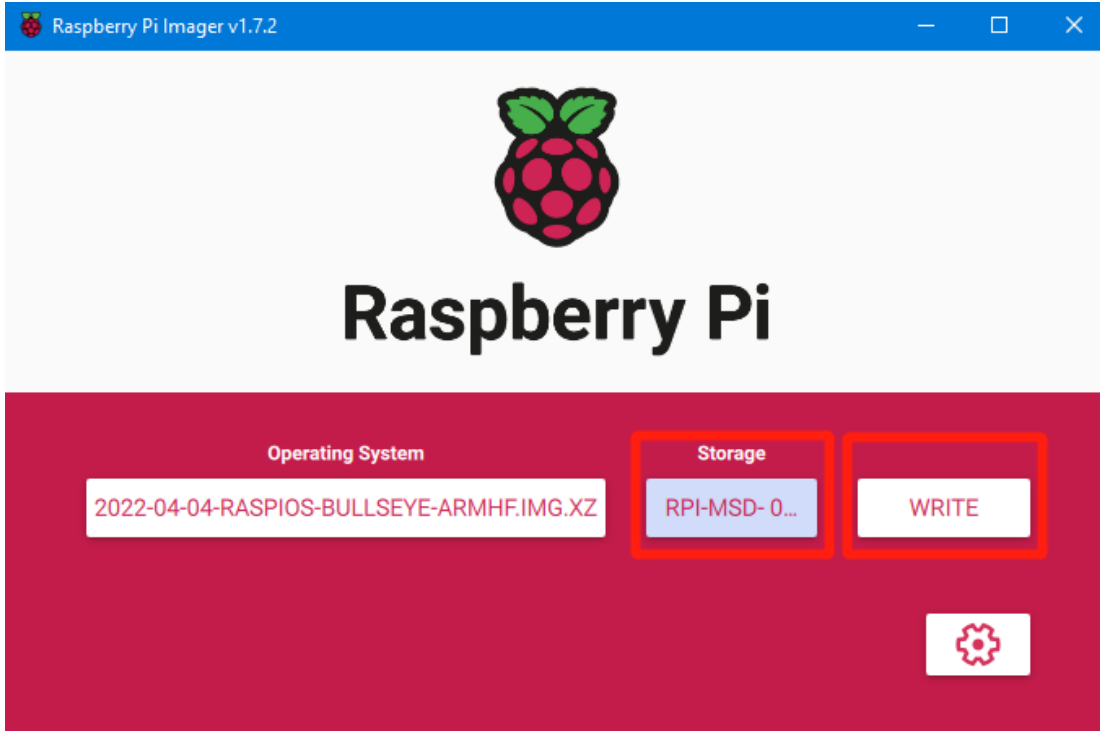 Raspberry Pi Imager v1.7.2
Raspberry Pi
Operating System
Storage
2022-04-04-RASPIOS-BULLSEYE-ARMHF.IMG.XZ
RPI-MSD- 0...
WRITE